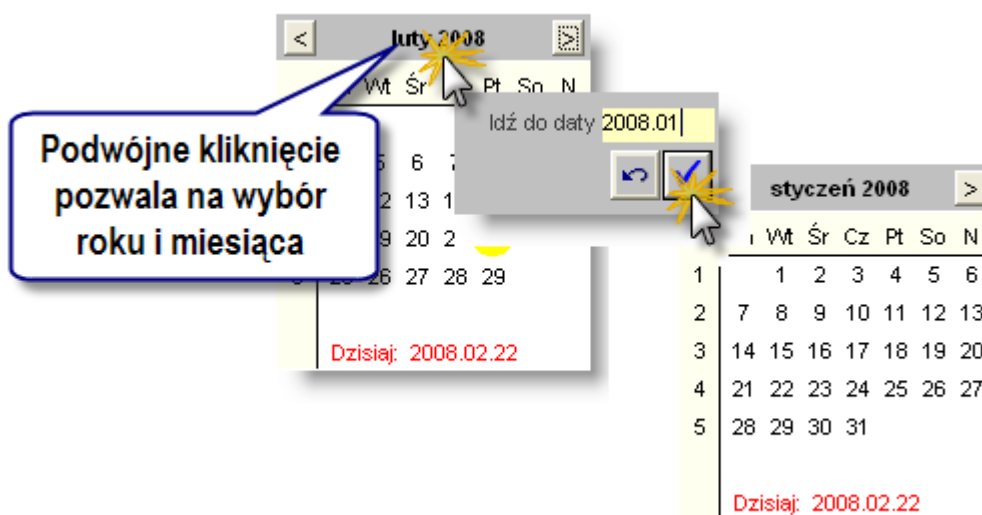 < luty 2008 >
Wt Śr Pt So N
Podwójne kliknięcie
pozwala na wybór
roku i miesiąca
Idź do daty 2008.01
5 6
12 13
19 20
25 26 27 28 29
Dzisiaj: 2008.02.22
styczeń 2008 >
Wt Śr Cz Pt So N
1 1 2 3 4 5 6
2 7 8 9 10 11 12 13
3 14 15 16 17 18 19 20
4 21 22 23 24 25 26 27
5 28 29 30 31
Dzisiaj: 2008.02.22